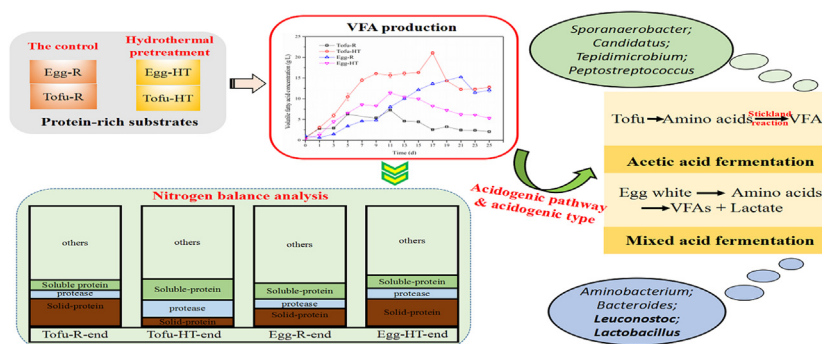 The control
Hydrothermal
pretreatment
Egg-R
Egg-HT
Tofu-R
Tofu-HT
Protein-rich substrates
VFA production
Volatile fatty acid concentration (g/L)
Tofu-R
Tofu-HT
Egg-R
Egg-HT
Time (d)
Sporanaerobacter;
Candidatus;
Tepidimicrobium;
Peptostreptococcus
Tofu Amino acids Stickland reaction VFA
Acetic acid fermentation
Egg white Amino acids
VFAs + Lactate
Mixed acid fermentation
Acidogenic pathway
& acidogenic type
Aminobacterium;
Bacteroides;
Leuconostoc;
Lactobacillus
Nitrogen balance analysis
others
others
others
others
Soluble-protein
Soluble-protein
Soluble-protein
Soluble-protein
protease
protease
protease
protease
Solid-protein
Solid-protein
Solid-protein
Solid-protein
Tofu-R-end
Tofu-HT-end
Egg-R-end
Egg-HT-end